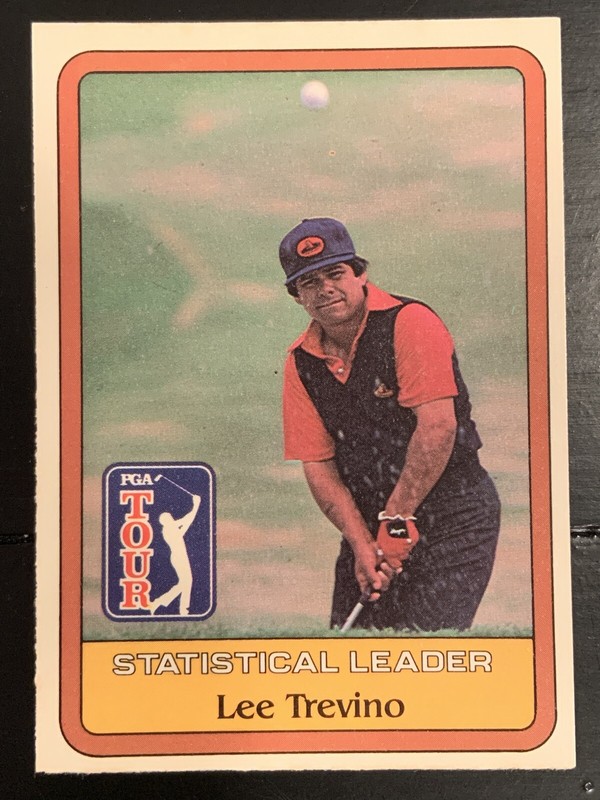 PGA
TOUR
STATISTICAL LEADER
Lee Trevino